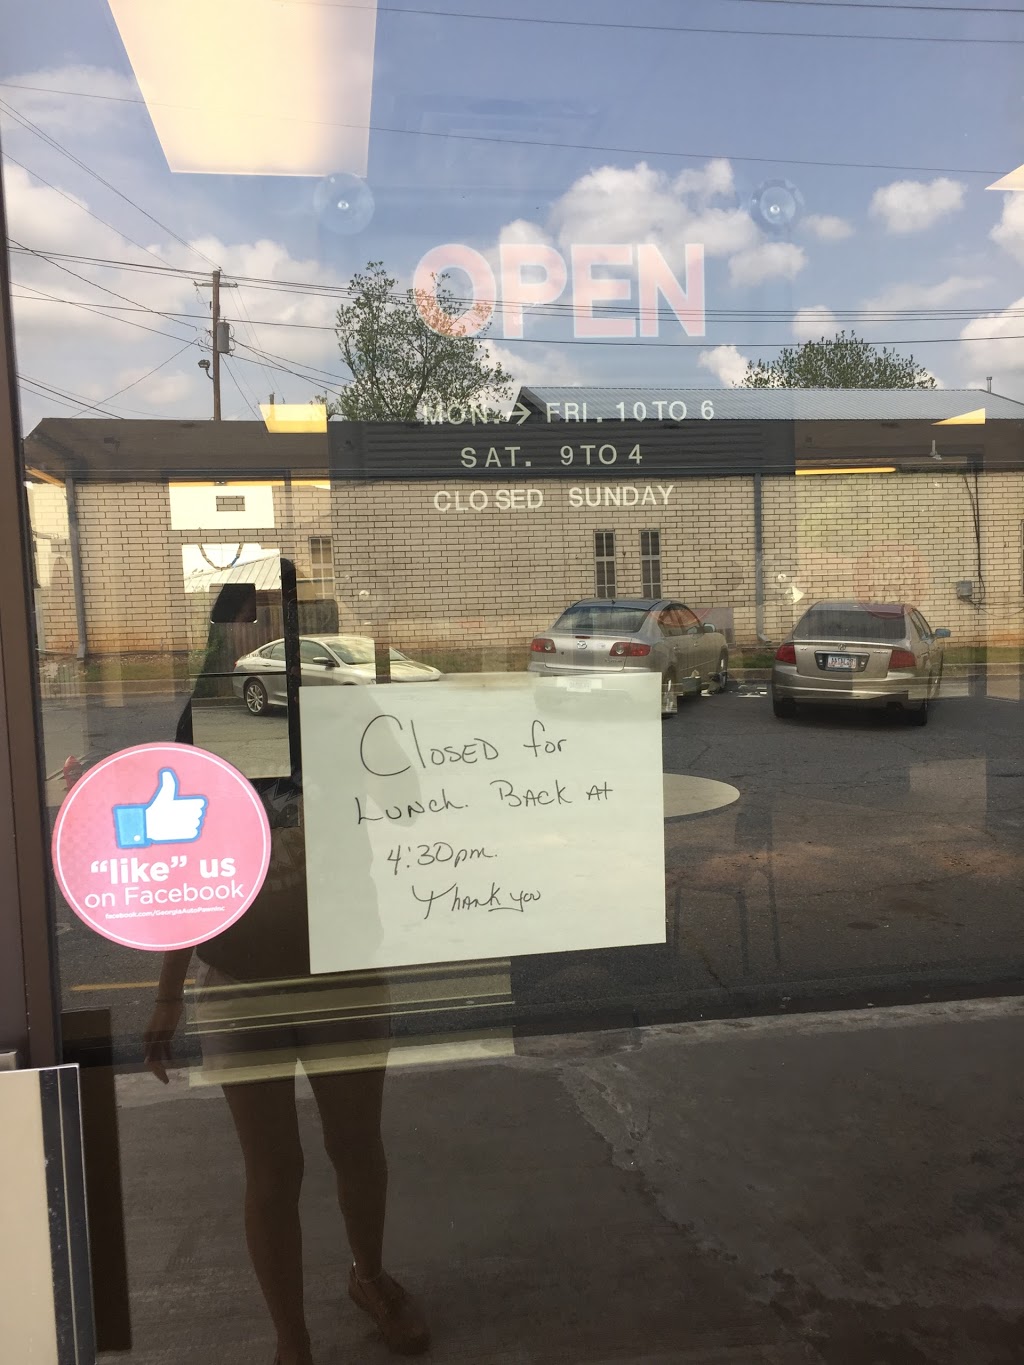 OPEN
MON. → FRI. 10 TO 6
SAT. 9 TO 4
CLOSED SUNDAY
Closed for
Lunch. Back At
4:30pm.
Thank you
"like" us
on Facebook